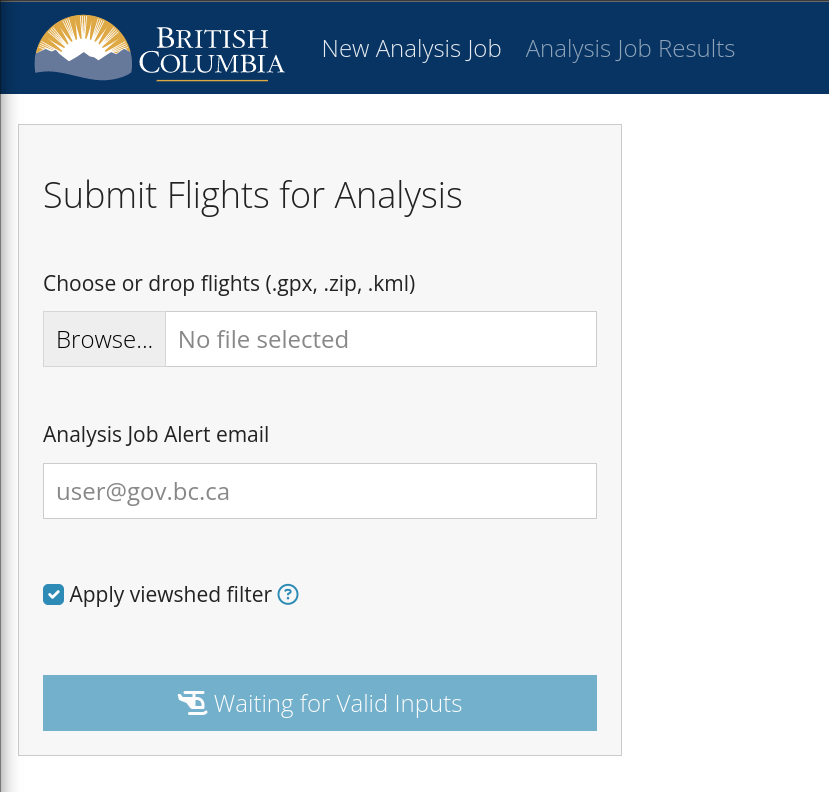 BRITISH
COLUMBIA
New Analysis Job
Analysis Job Results
Submit Flights for Analysis
Choose or drop flights (.gpx, .zip, .kml)
Browse...
No file selected
Analysis Job Alert email
user@gov.bc.ca
Apply viewshed filter ?
Waiting for Valid Inputs